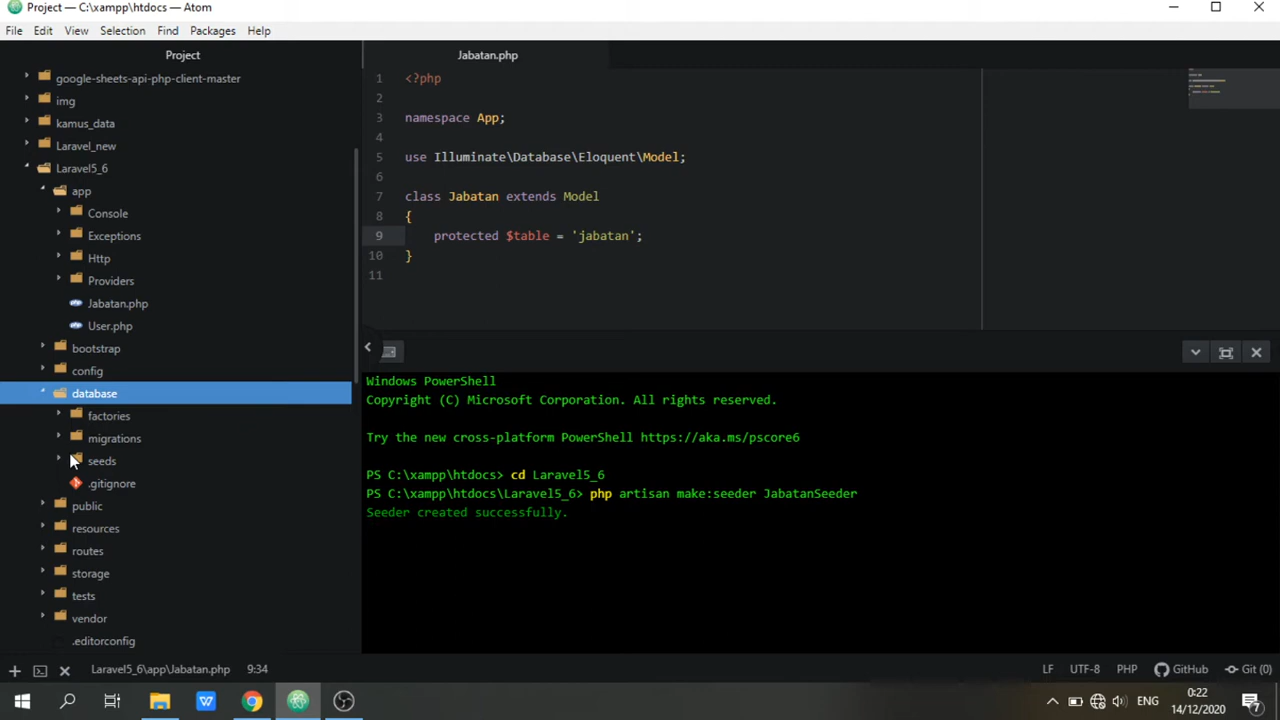 Project — C:\xampp\htdocs — Atom
File Edit View Selection Find Packages Help
Project
google-sheets-api-php-client-master
img
kamus_data
Laravel_new
Laravel5_6
app
Console
Exceptions
Http
Providers
Jabatan.php
User.php
bootstrap
config
database
factories
migrations
seeds
.gitignore
public
resources
routes
storage
tests
vendor
.editorconfig
Jabatan.php
1 <?php
2
3 namespace App;
4
5 use Illuminate\Database\Eloquent\Model;
6
7 class Jabatan extends Model
8 {
9 protected $table = 'jabatan';
10 }
11
Windows PowerShell
Copyright (C) Microsoft Corporation. All rights reserved.
Try the new cross-platform PowerShell https://aka.ms/pscore6
PS C:\xampp\htdocs> cd Laravel5_6
PS C:\xampp\htdocs\Laravel5_6> php artisan make:seeder JabatanSeeder
Seeder created successfully.
Laravel5_6\app\Jabatan.php 9:34 LF UTF-8 PHP GitHub Git (0)
ENG
0:22
14/12/2020
7